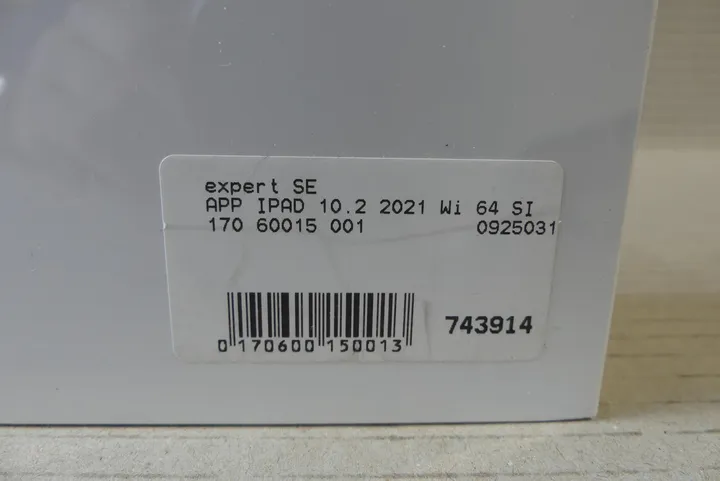 expert SE
APP IPAD 10.2 2021 Wi 64 SI
170 60015 001 0925031
743914
0 170600 150013